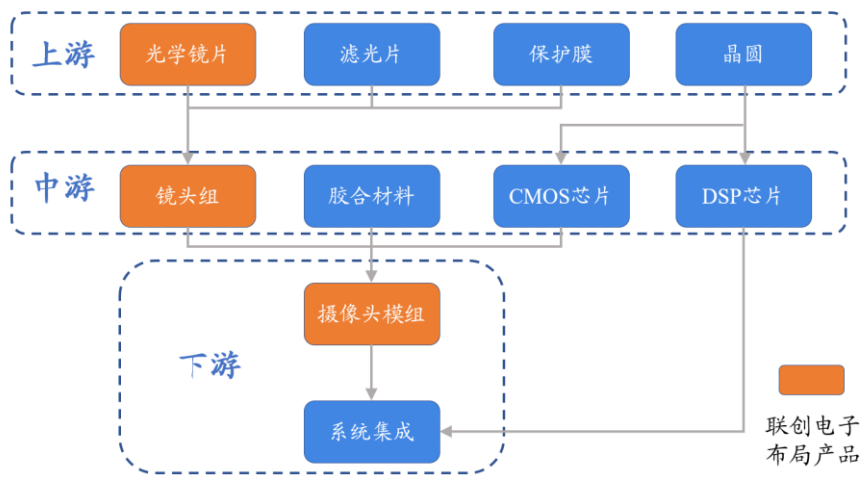 上游
光学镜片
滤光片
保护膜
晶圆
中游
镜头组
胶合材料
CMOS芯片
DSP芯片
摄像头模组
下游
系统集成
联创电子
布局产品